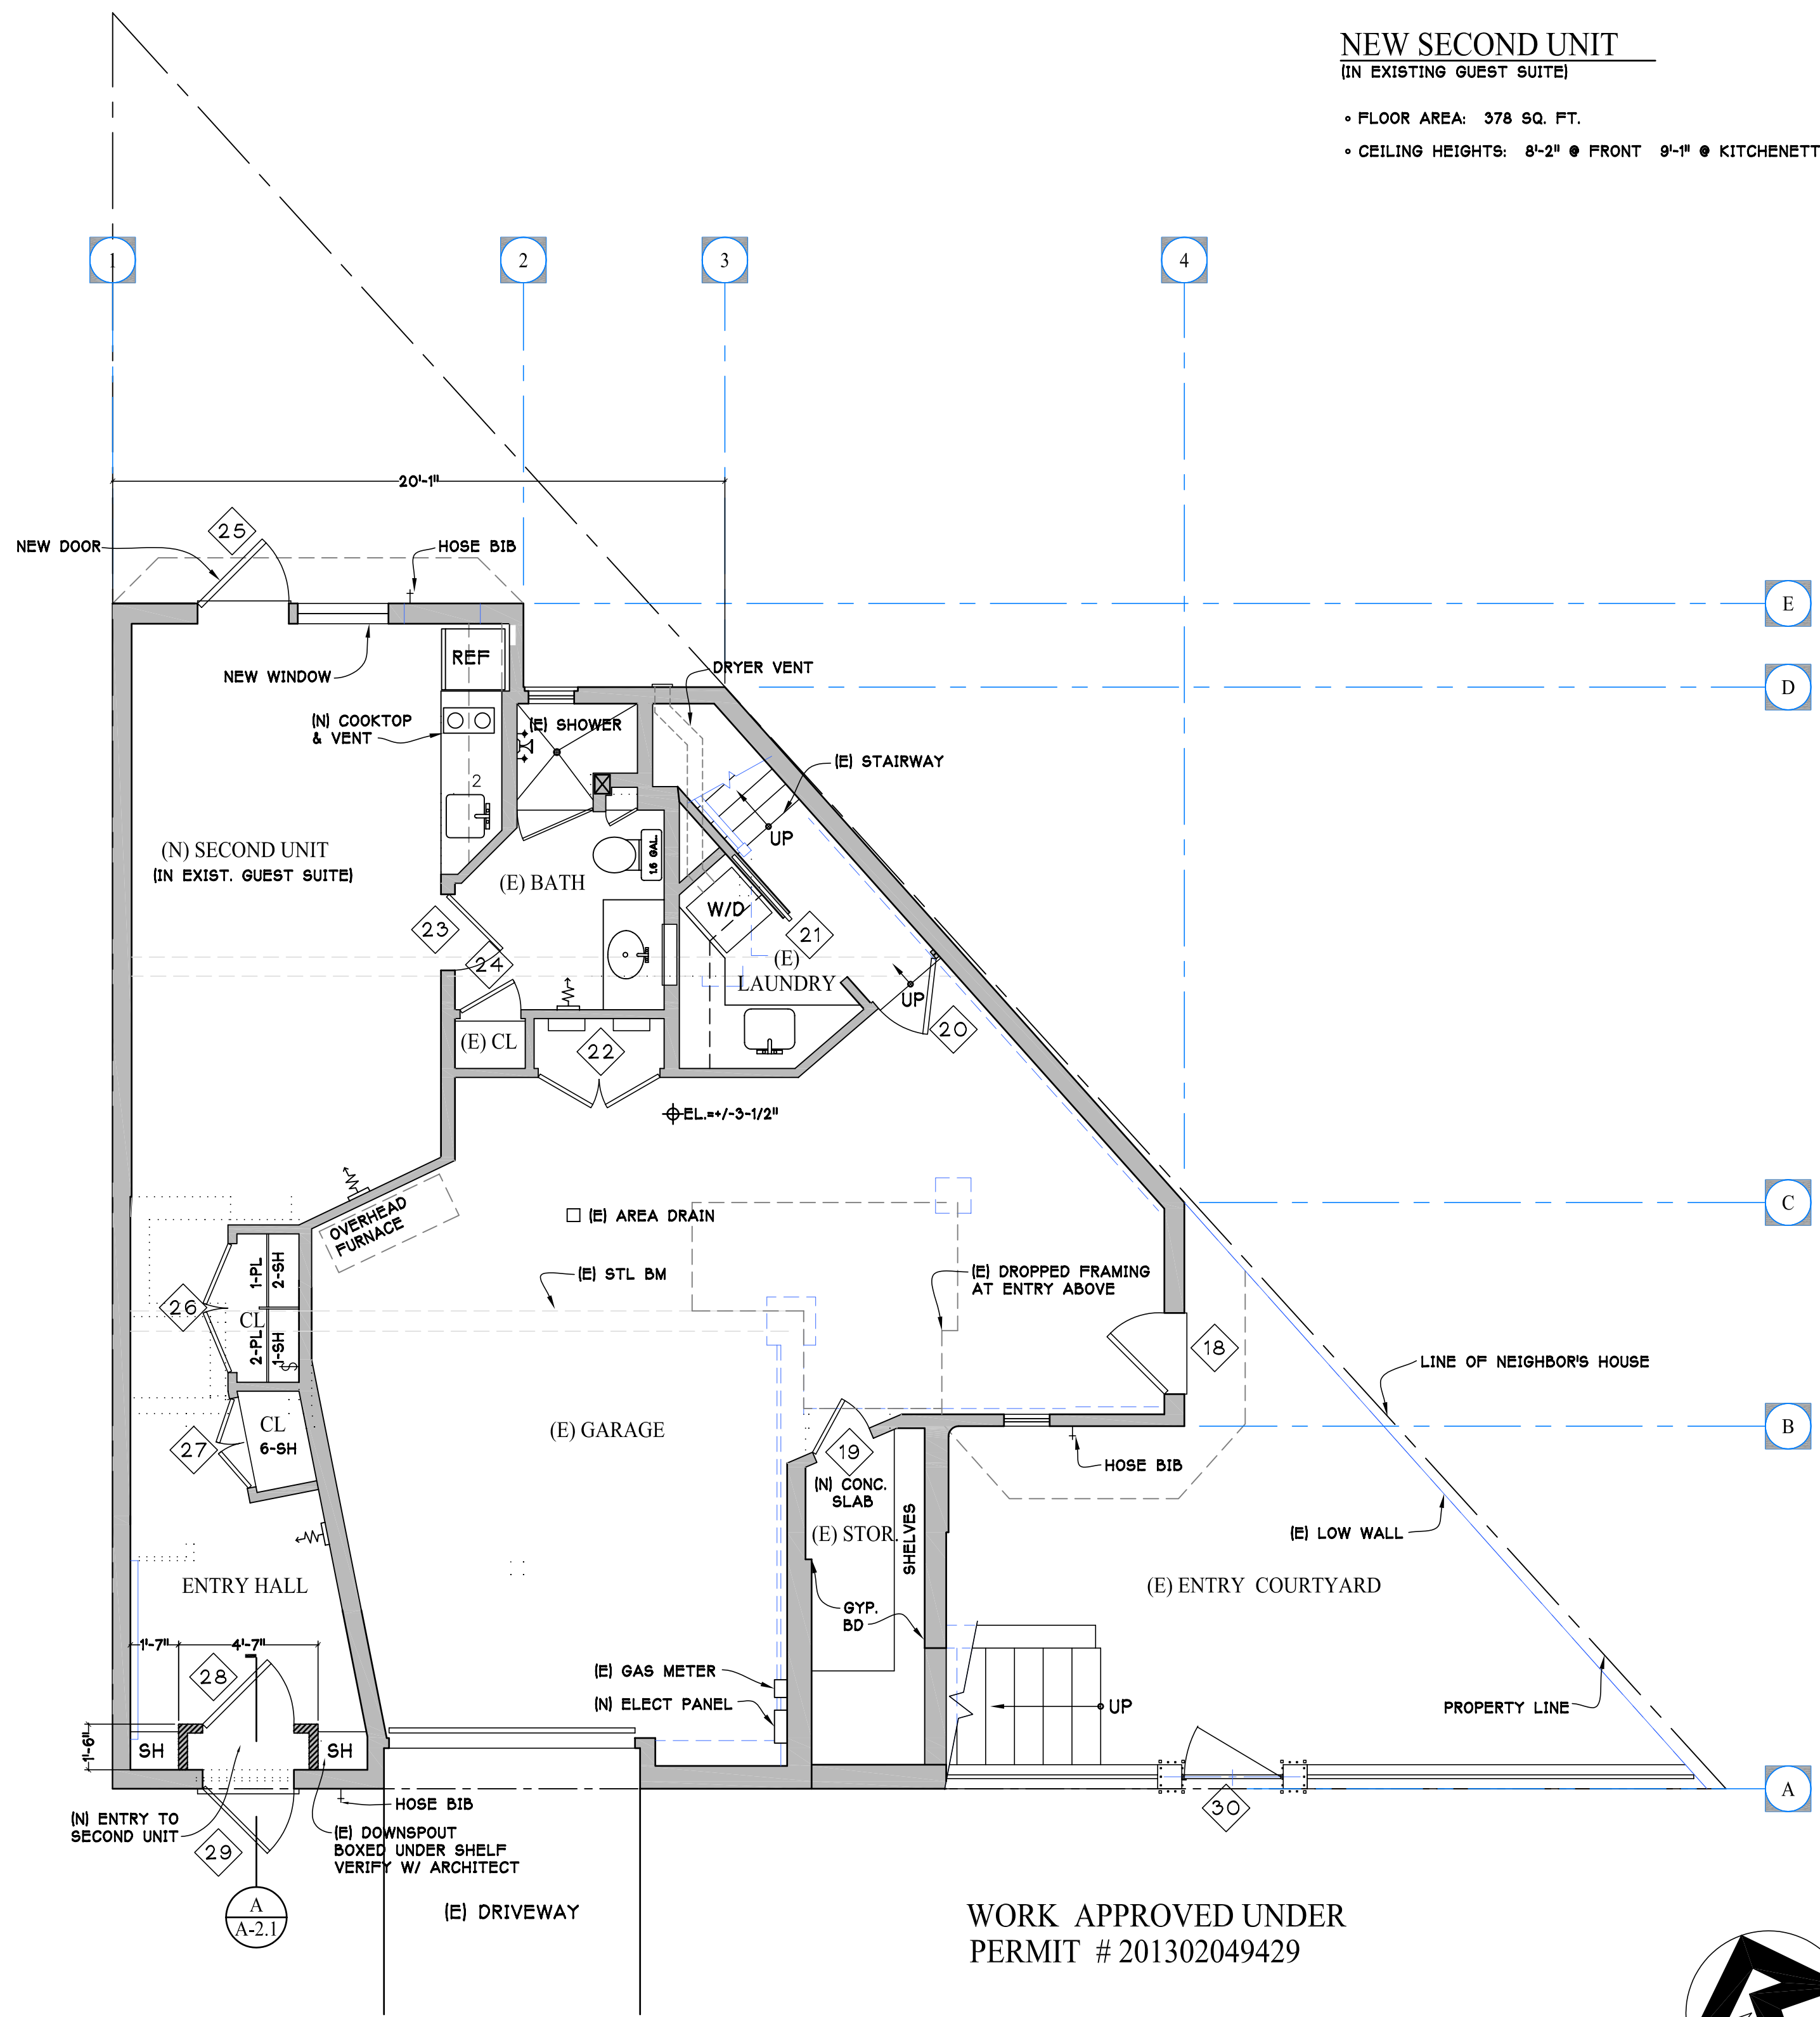 NEW SECOND UNIT
(IN EXISTING GUEST SUITE)
° FLOOR AREA: 378 SQ. FT.
° CEILING HEIGHTS: 8'-2" @ FRONT 9'-1" @ KITCHENETT
1
2
3
4
20'-1"
25
NEW DOOR
HOSE BIB
E
REF
NEW WINDOW
DRYER VENT
D
(N) COOKTOP
& VENT
(E) SHOWER
(E) STAIRWAY
2
UP
(N) SECOND UNIT
(IN EXIST. GUEST SUITE)
1.6 GAL.
(E) BATH
W/D
23
21
24
(E)
LAUNDRY
UP
20
(E) CL
22
EL.=+/-3-1/2"
C
OVERHEAD
FURNACE
(E) AREA DRAIN
1-PL
2-SH
(E) STL BM
(E) DROPPED FRAMING
AT ENTRY ABOVE
26
CL
2-PL
1-SH
S
18
LINE OF NEIGHBOR'S HOUSE
CL
6-SH
(E) GARAGE
B
27
19
HOSE BIB
(N) CONC.
SLAB
(E) STOR.
SHELVES
(E) LOW WALL
ENTRY HALL
(E) ENTRY COURTYARD
GYP.
BD
1'-7"
4'-7"
28
(E) GAS METER
(N) ELECT PANEL
UP
PROPERTY LINE
1'-6"
SH
SH
A
HOSE BIB
30
(N) ENTRY TO
SECOND UNIT
29
(E) DOWNSPOUT
BOXED UNDER SHELF
VERIFY W/ ARCHITECT
A
A-2.1
(E) DRIVEWAY
WORK APPROVED UNDER
PERMIT # 201302049429